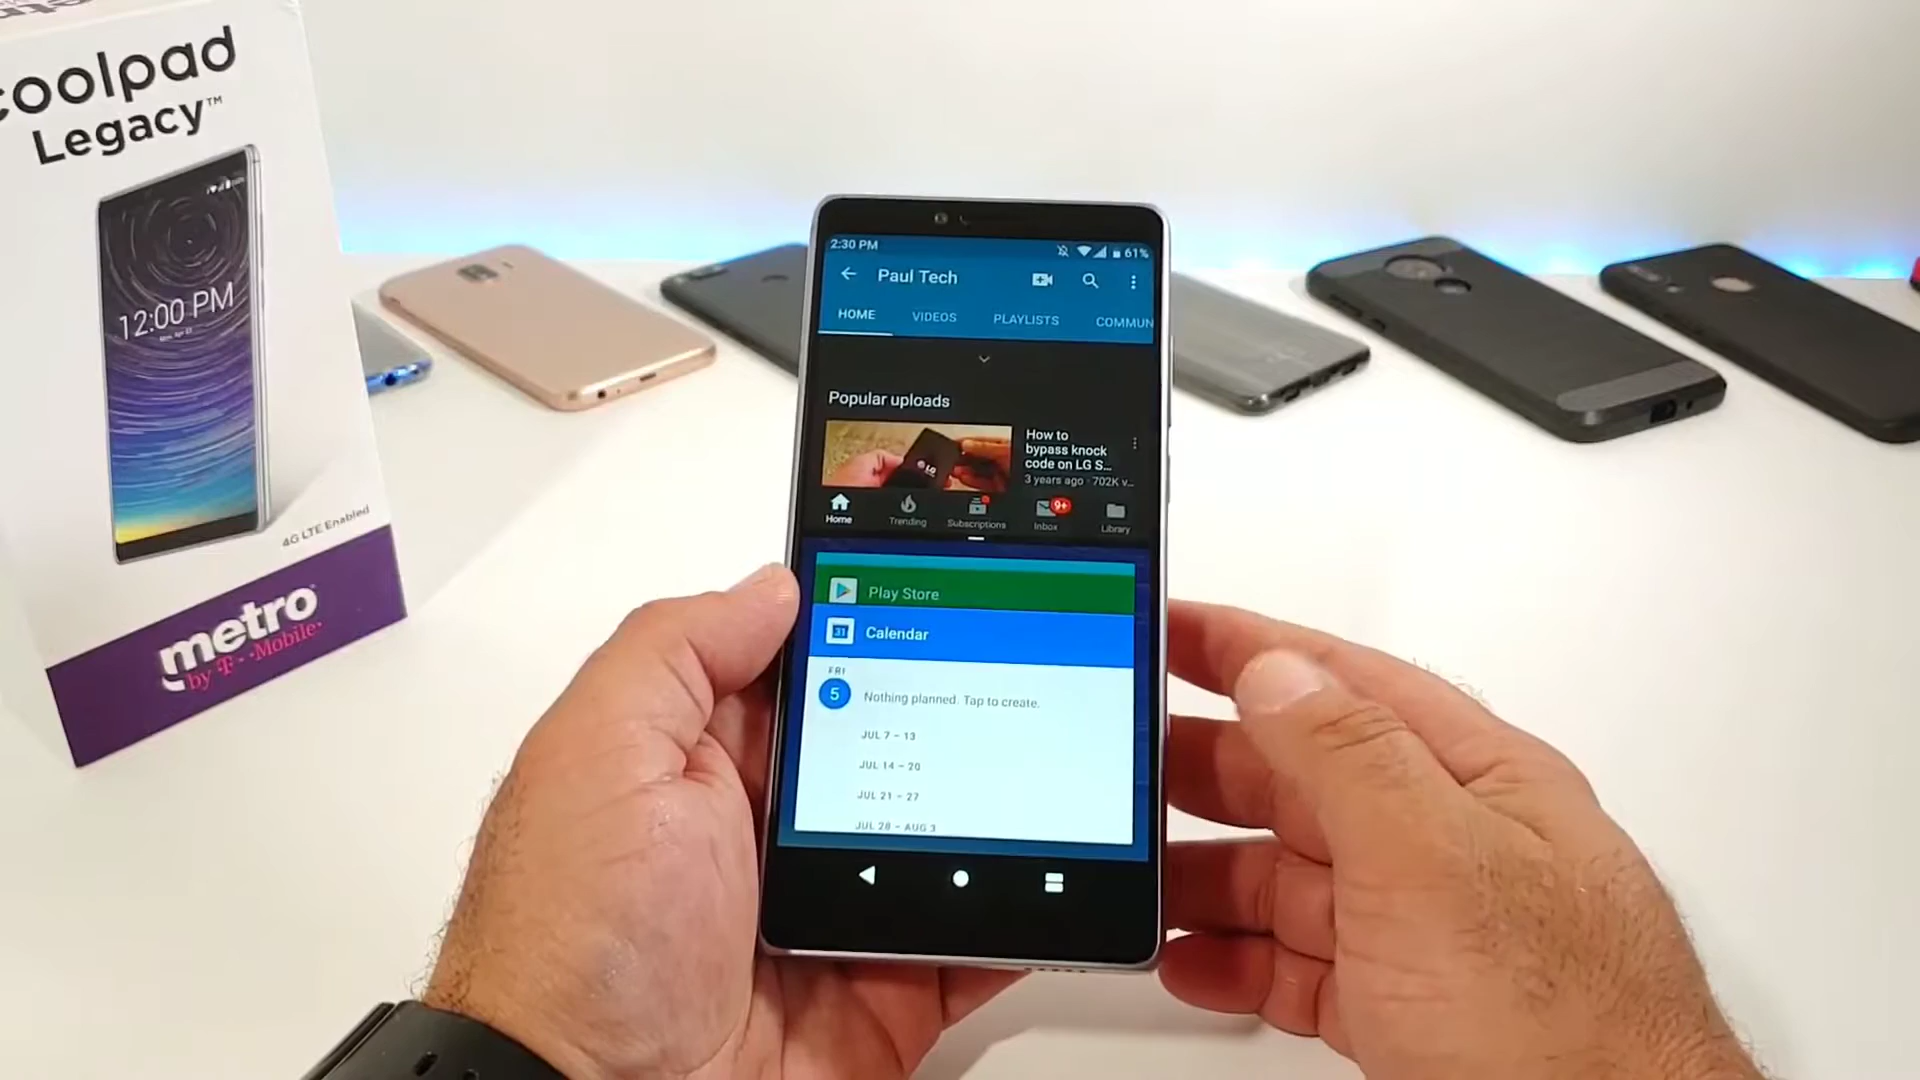 coolpad
Legacy™
12:00 PM
4G LTE Enabled
metro
by T-Mobile
2:30 PM
61%
Paul Tech
HOME
VIDEOS
PLAYLISTS
COMMUN
Popular uploads
LG
How to
bypass knock
code on LG S...
3 years ago · 702K v...
Home
Trending
Subscriptions
9+
Inbox
Library
Play Store
31
Calendar
FRI
5
Nothing planned. Tap to create.
JUL 7 – 13
JUL 14 – 20
JUL 21 – 27
JUL 28 – AUG 3